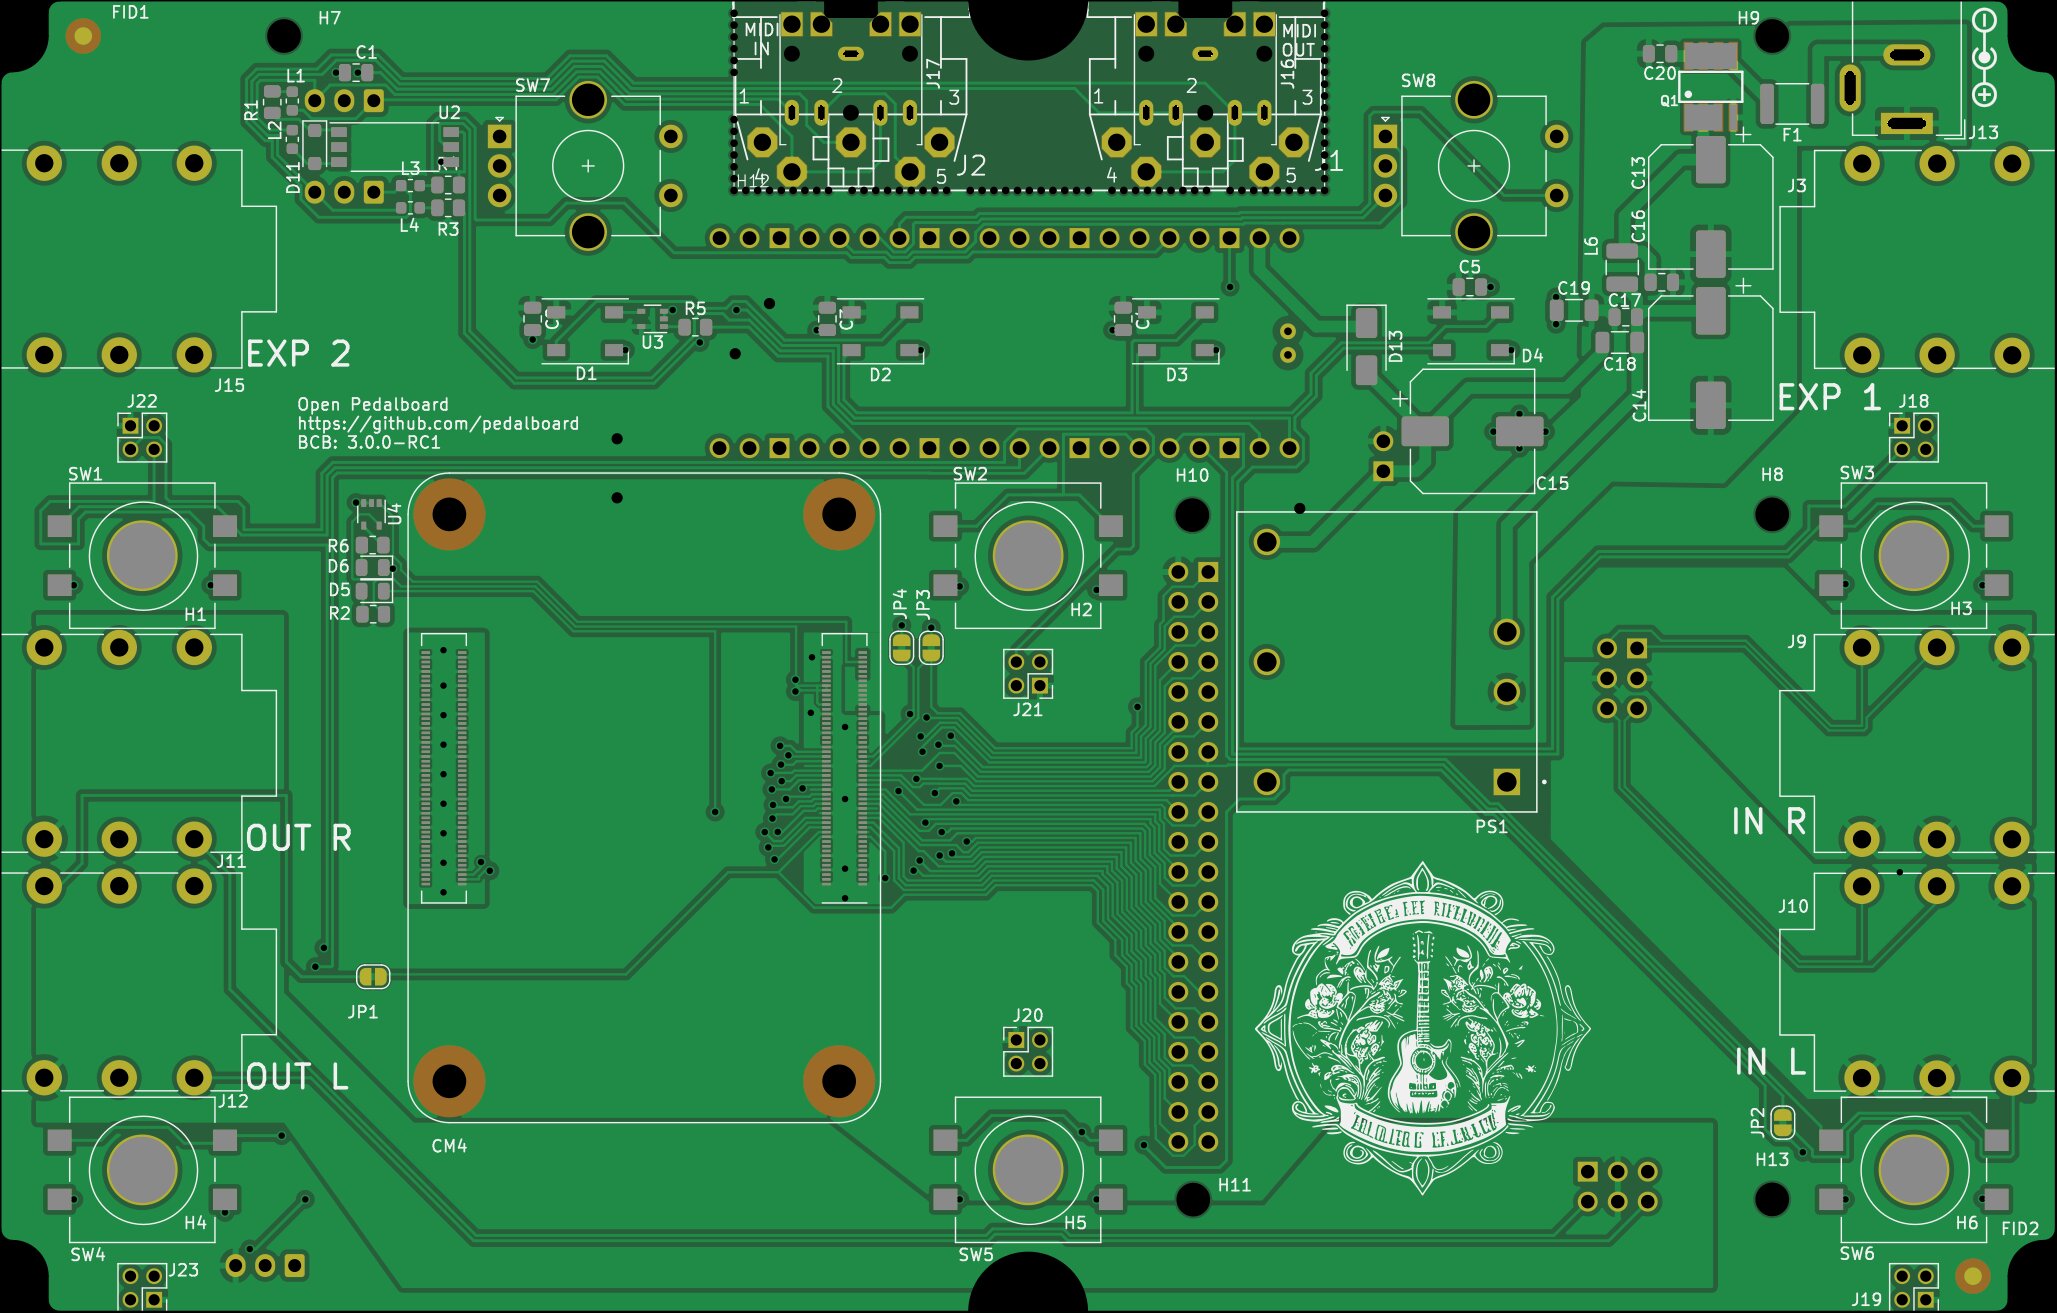 FID1
H7
MIDI
IN
MIDI
OUT
H9
C1
L1
R1
L2
U2
D11
L3
L4
R3
SW7
J17
J16
1
2
3
4
5
1
2
3
4
5
J2
H12
SW8
C20
Q1
F1
J13
C13
J3
C16
L6
C5
C19
C17
C18
C14
D13
D4
EXP 2
J15
J22
R5
U3
D1
D2
D3
EXP 1
J18
Open Pedalboard
https://github.com/pedalboard
BCB: 3.0.0-RC1
SW1
SW2
H10
C15
H8
SW3
U4
R6
D6
D5
R2
H1
JP4
JP3
H2
H3
J9
J21
OUT R
J11
PS1
IN R
J10
JP1
J20
OUT L
J12
IN L
JP2
CM4
H13
H4
H5
H11
H6
FID2
SW4
SW5
SW6
J23
J19